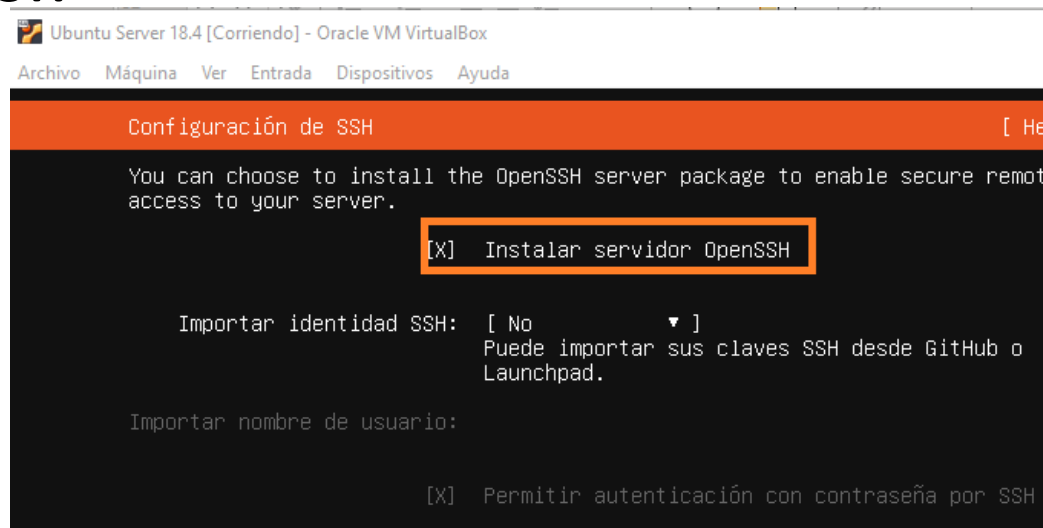 Ubuntu Server 18.4 [Corriendo] - Oracle VM VirtualBox
Archivo Máquina Ver Entrada Dispositivos Ayuda
Configuración de SSH [ He
You can choose to install the OpenSSH server package to enable secure remot
access to your server.
[X] Instalar servidor OpenSSH
Importar identidad SSH: [ No ▾ ]
Puede importar sus claves SSH desde GitHub o
Launchpad.
Importar nombre de usuario:
[X] Permitir autenticación con contraseña por SSH